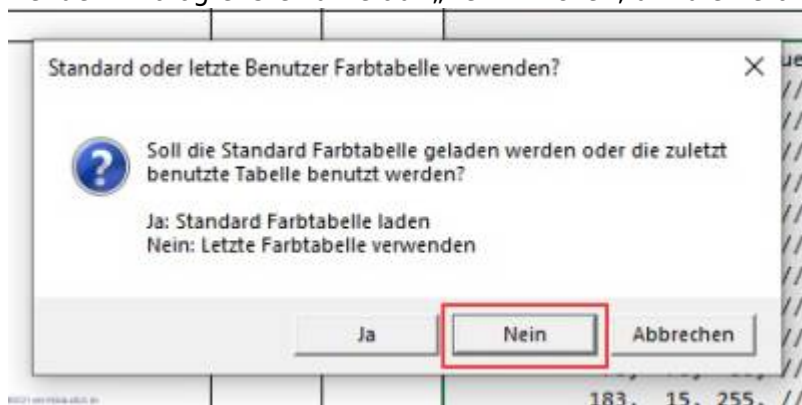 Standard oder letzte Benutzer Farbtabelle verwenden?
Soll die Standard Farbtabelle geladen werden oder die zuletzt
benutzte Tabelle benutzt werden?
Ja: Standard Farbtabelle laden
Nein: Letzte Farbtabelle verwenden
Ja Nein Abbrechen
183, 15, 255, //